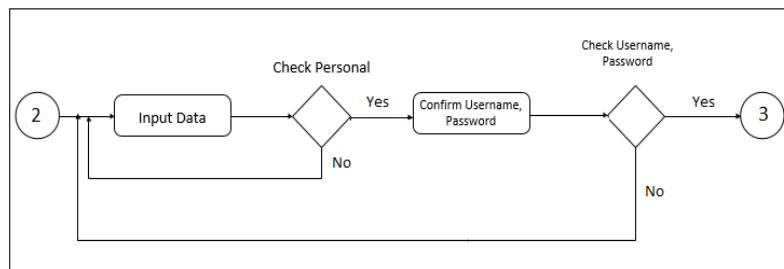 Check Username,
Password
Check Personal
2
Input Data
Yes
Confirm Username,
Password
Yes
3
No
No